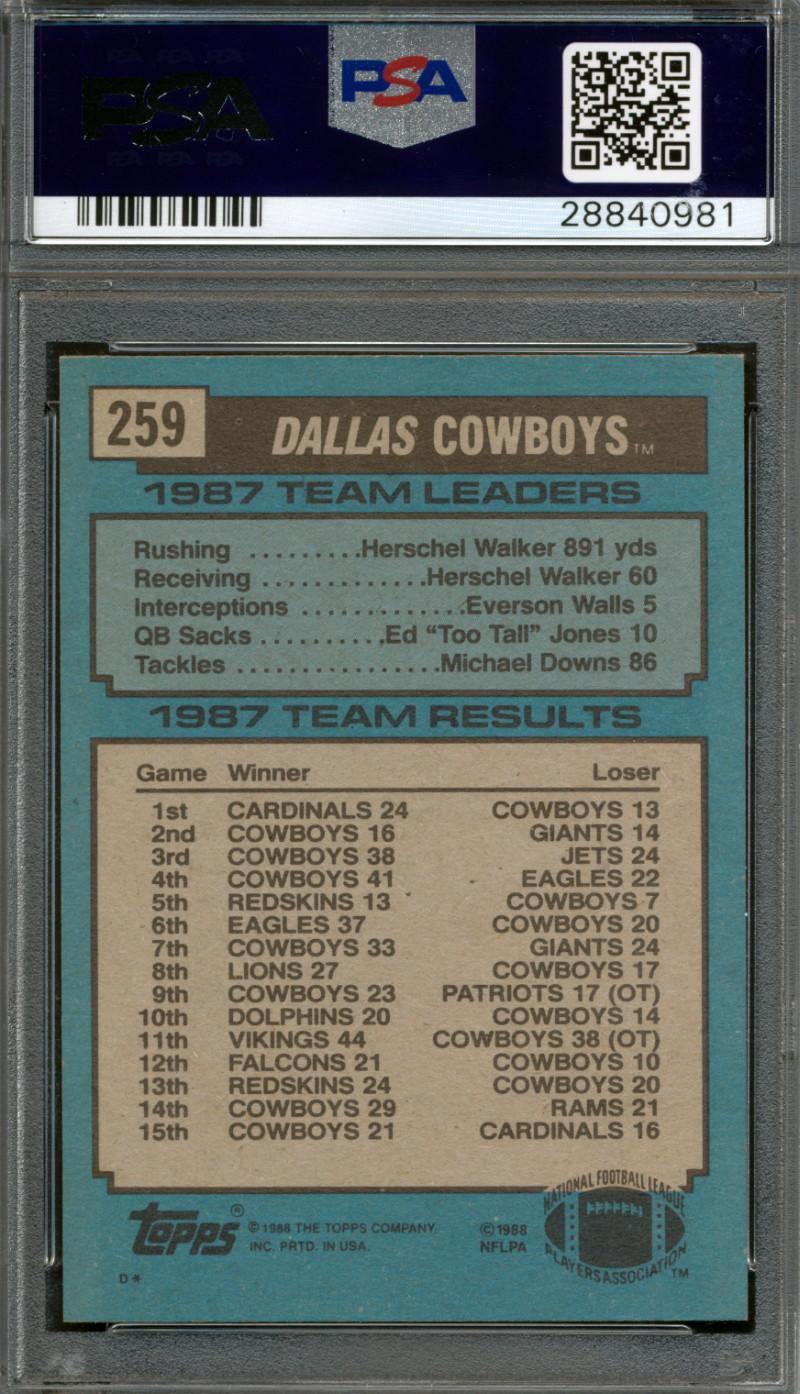 PSA
PSA
28840981
259
DALLAS COWBOYS™
1987 TEAM LEADERS
Rushing .........Herschel Walker 891 yds
Receiving .............Herschel Walker 60
Interceptions .............Everson Walls 5
QB Sacks ..........Ed “Too Tall” Jones 10
Tackles .................Michael Downs 86
1987 TEAM RESULTS
Game Winner Loser
1st CARDINALS 24 COWBOYS 13
2nd COWBOYS 16 GIANTS 14
3rd COWBOYS 38 JETS 24
4th COWBOYS 41 EAGLES 22
5th REDSKINS 13 COWBOYS 7
6th EAGLES 37 COWBOYS 20
7th COWBOYS 33 GIANTS 24
8th LIONS 27 COWBOYS 17
9th COWBOYS 23 PATRIOTS 17 (OT)
10th DOLPHINS 20 COWBOYS 14
11th VIKINGS 44 COWBOYS 38 (OT)
12th FALCONS 21 COWBOYS 10
13th REDSKINS 24 COWBOYS 20
14th COWBOYS 29 RAMS 21
15th COWBOYS 21 CARDINALS 16
topps®
© 1988 THE TOPPS COMPANY,
INC. PRTD. IN USA.
© 1988
NFLPA
NATIONAL FOOTBALL LEAGUE
PLAYERS ASSOCIATION™
D*